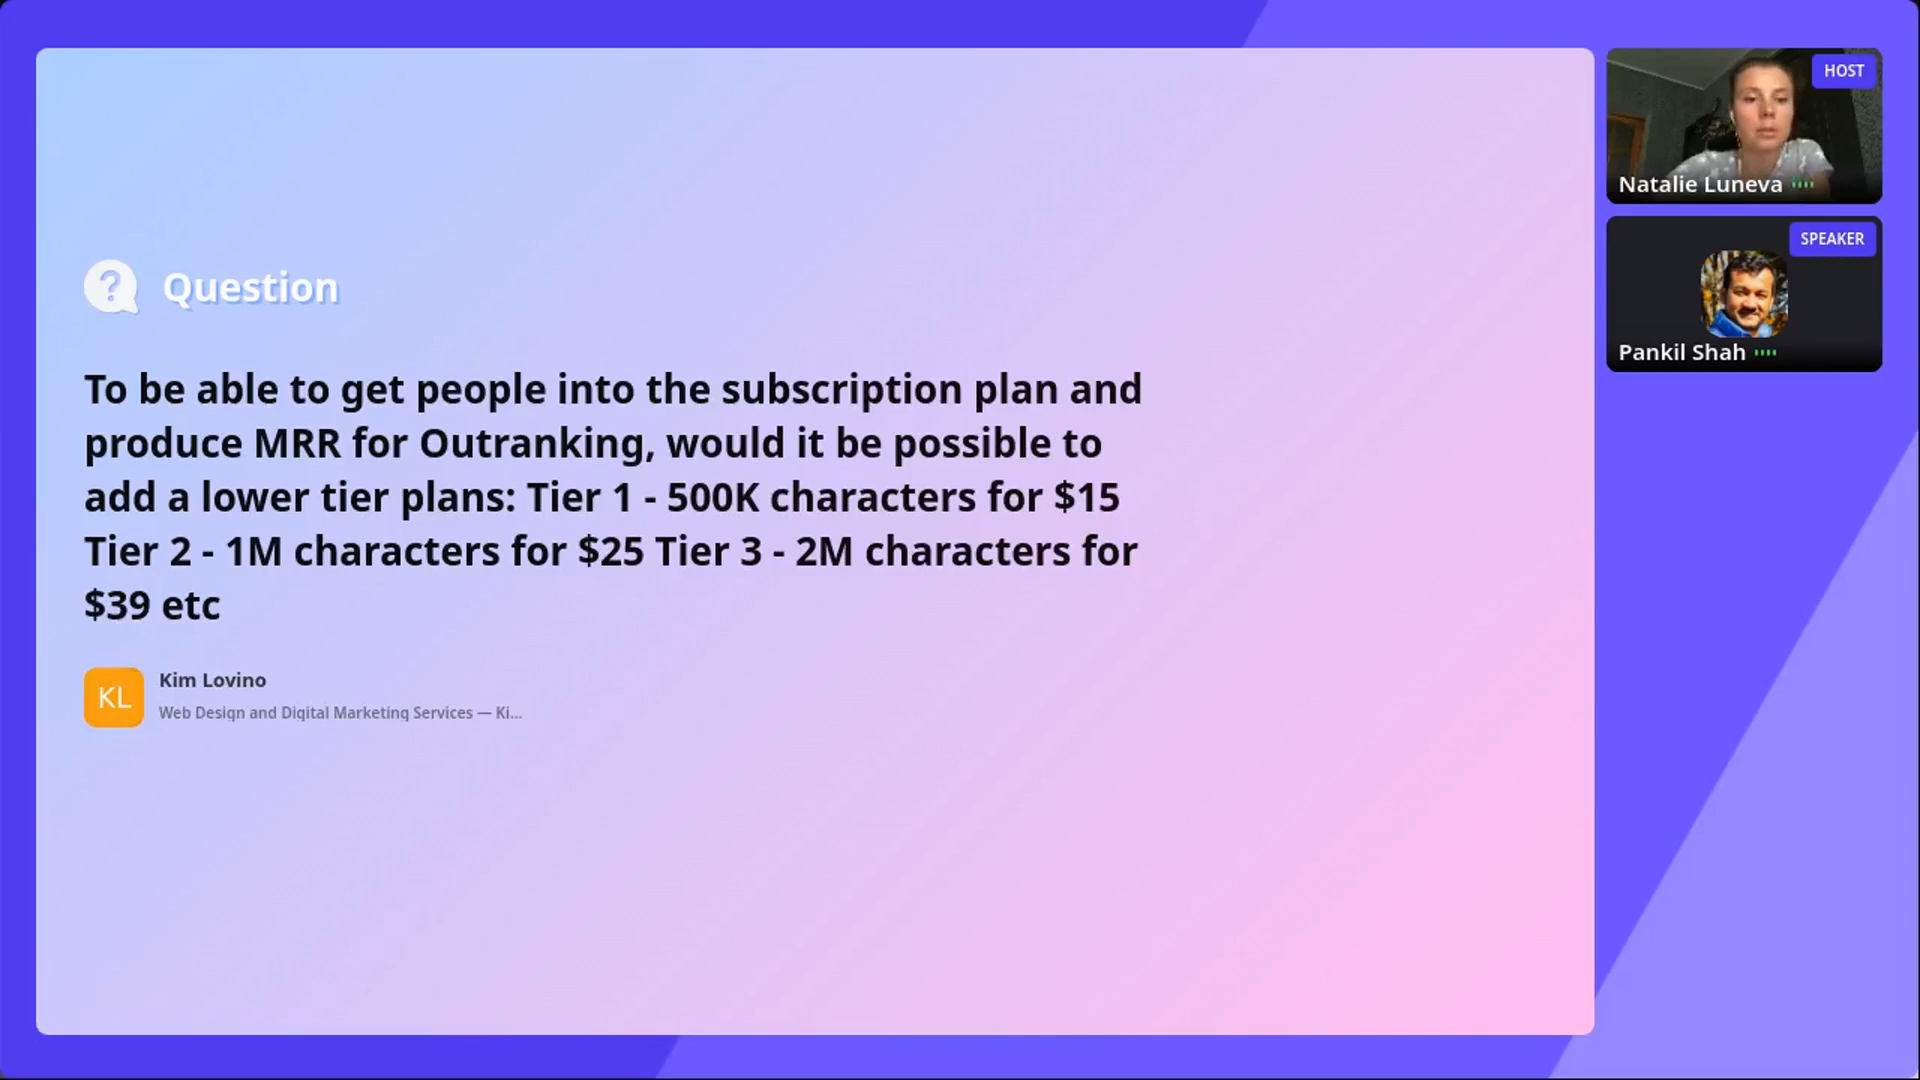 Question
To be able to get people into the subscription plan and
produce MRR for Outranking, would it be possible to
add a lower tier plans: Tier 1 - 500K characters for $15
Tier 2 - 1M characters for $25 Tier 3 - 2M characters for
$39 etc
KL
Kim Lovino
Web Design and Digital Marketing Services — Ki...
HOST
Natalie Luneva
SPEAKER
Pankil Shah